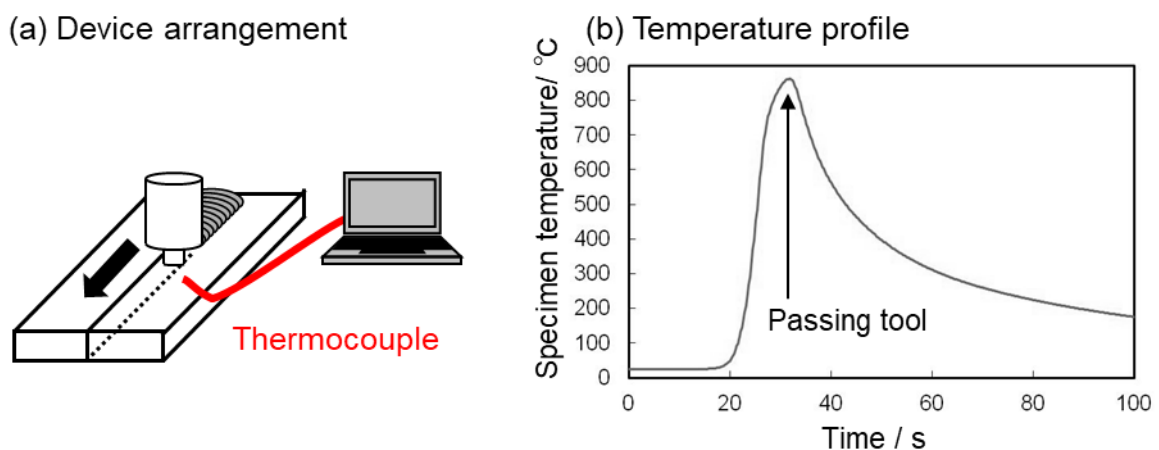 (a) Device arrangement
Thermocouple
(b) Temperature profile
Specimen temperature/ °C
900
800
700
600
500
400
300
200
100
0
Passing tool
0 20 40 60 80 100
Time / s